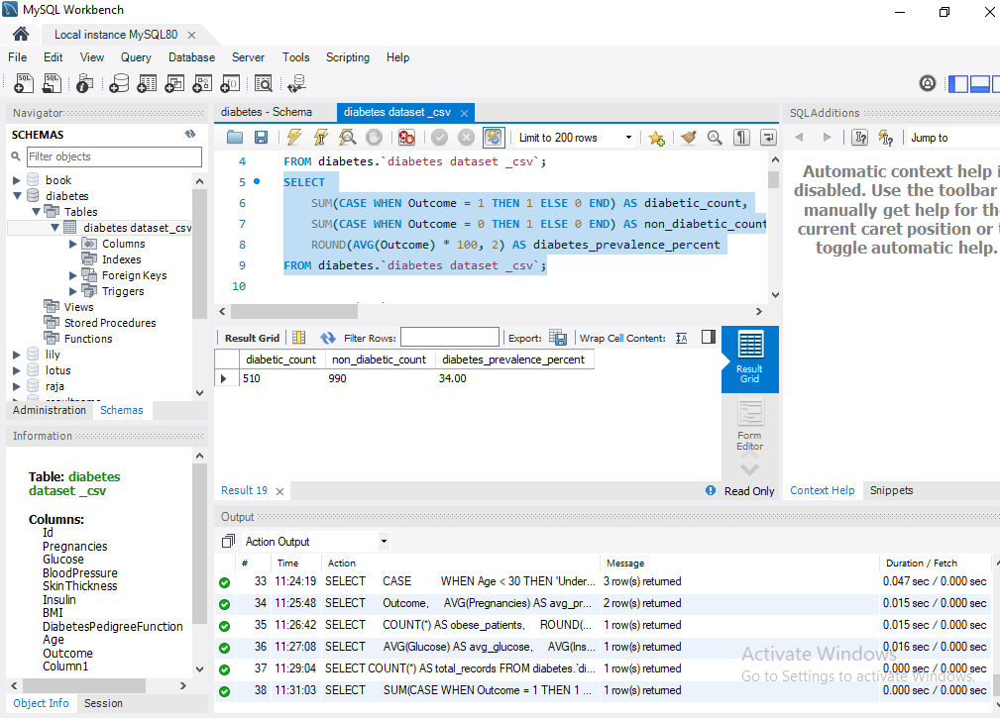 MySQL Workbench
Local instance MySQL80
File Edit View Query Database Server Tools Scripting Help
Navigator
SCHEMAS
Filter objects
book
diabetes
Tables
diabetes dataset_csv
Columns
Indexes
Foreign Keys
Triggers
Views
Stored Procedures
Functions
lily
lotus
raja
Administration Schemas
Information
Table: diabetes
dataset _csv
Columns:
Id
Pregnancies
Glucose
BloodPressure
SkinThickness
Insulin
BMI
DiabetesPedigreeFunction
Age
Outcome
Column1
Object Info Session
diabetes - Schema
diabetes dataset _csv
Limit to 200 rows
4 FROM diabetes.`diabetes dataset _csv`;
5 SELECT
6 SUM(CASE WHEN Outcome = 1 THEN 1 ELSE 0 END) AS diabetic_count,
7 SUM(CASE WHEN Outcome = 0 THEN 1 ELSE 0 END) AS non_diabetic_count
8 ROUND(AVG(Outcome) * 100, 2) AS diabetes_prevalence_percent
9 FROM diabetes.`diabetes dataset _csv`;
10
Result Grid Filter Rows: Export: Wrap Cell Content:
diabetic_count non_diabetic_count diabetes_prevalence_percent
510 990 34.00
Result
Grid
Form
Editor
Result 19
Read Only
SQLAdditions
Jump to
Automatic context help i
disabled. Use the toolbar
manually get help for the
current caret position or t
toggle automatic help.
Context Help Snippets
Output
Action Output
# Time Action Message Duration / Fetch
33 11:24:19 SELECT CASE WHEN Age < 30 THEN 'Under... 3 row(s) returned 0.047 sec / 0.000 sec
34 11:25:48 SELECT Outcome, AVG(Pregnancies) AS avg_pr... 2 row(s) returned 0.015 sec / 0.000 sec
35 11:26:42 SELECT COUNT(*) AS obese_patients, ROUND(... 1 row(s) returned 0.015 sec / 0.000 sec
36 11:27:08 SELECT AVG(Glucose) AS avg_glucose, AVG(Ins... 1 row(s) returned 0.016 sec / 0.000 sec
37 11:29:04 SELECT COUNT(*) AS total_records FROM diabetes.`di... 1 row(s) returned 0.000 sec / 0.000 sec
38 11:31:03 SELECT SUM(CASE WHEN Outcome = 1 THEN 1 ... 1 row(s) returned 0.000 sec / 0.000 sec
Activate Windows
Go to Settings to activate Windows.